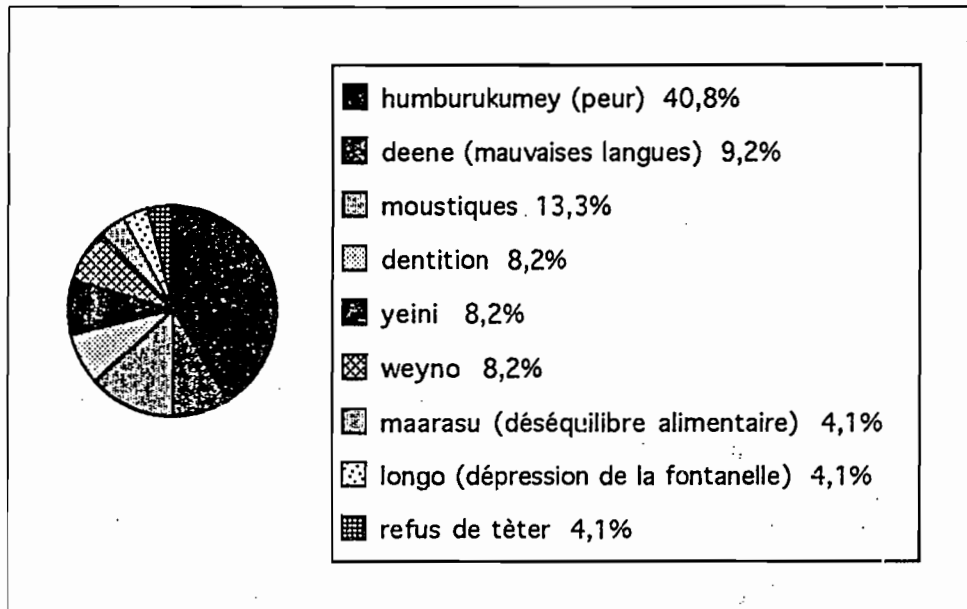 humburukumey (peur) 40,8%
deene (mauvaises langues) 9,2%
moustiques 13,3%
dentition 8,2%
yeini 8,2%
weyno 8,2%
maarasu (déséquilibre alimentaire) 4,1%
longo (dépression de la fontanelle) 4,1%
refus de tèter 4,1%